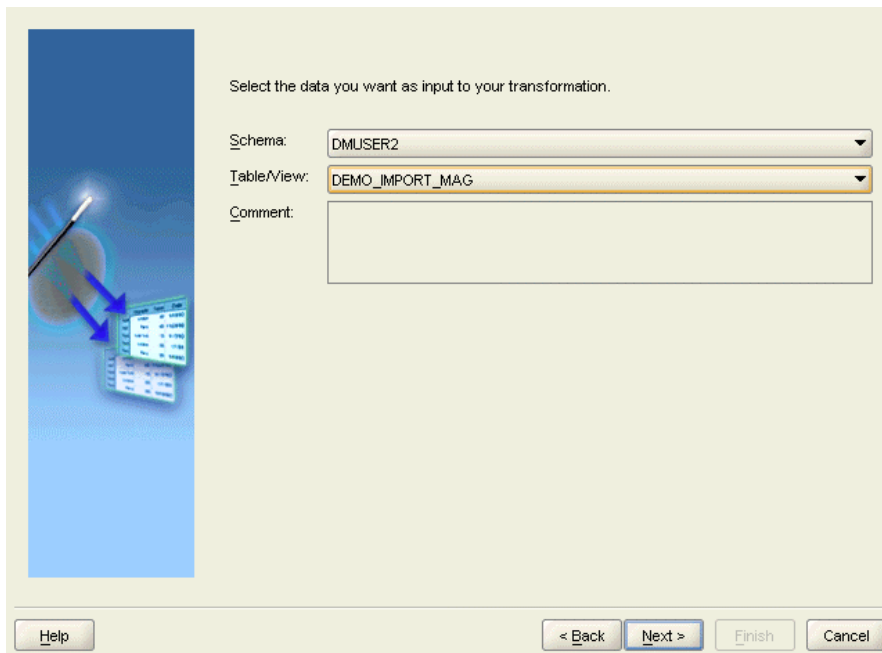 Select the data you want as input to your transformation.
Schema: DMUSER2
Table/View: DEMO_IMPORT_MAG
Comment:
Help < Back Next > Finish Cancel